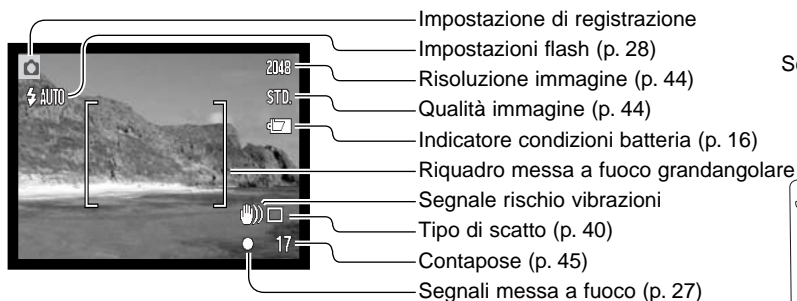 Impostazione di registrazione
Impostazioni flash (p. 28)
Risoluzione immagine (p. 44)
Qualità immagine (p. 44)
Indicatore condizioni batteria (p. 16)
Riquadro messa a fuoco grandangolare
Segnale rischio vibrazioni
Tipo di scatto (p. 40)
Contapose (p. 45)
Segnali messa a fuoco (p. 27)
AUTO
2048
STD.
17